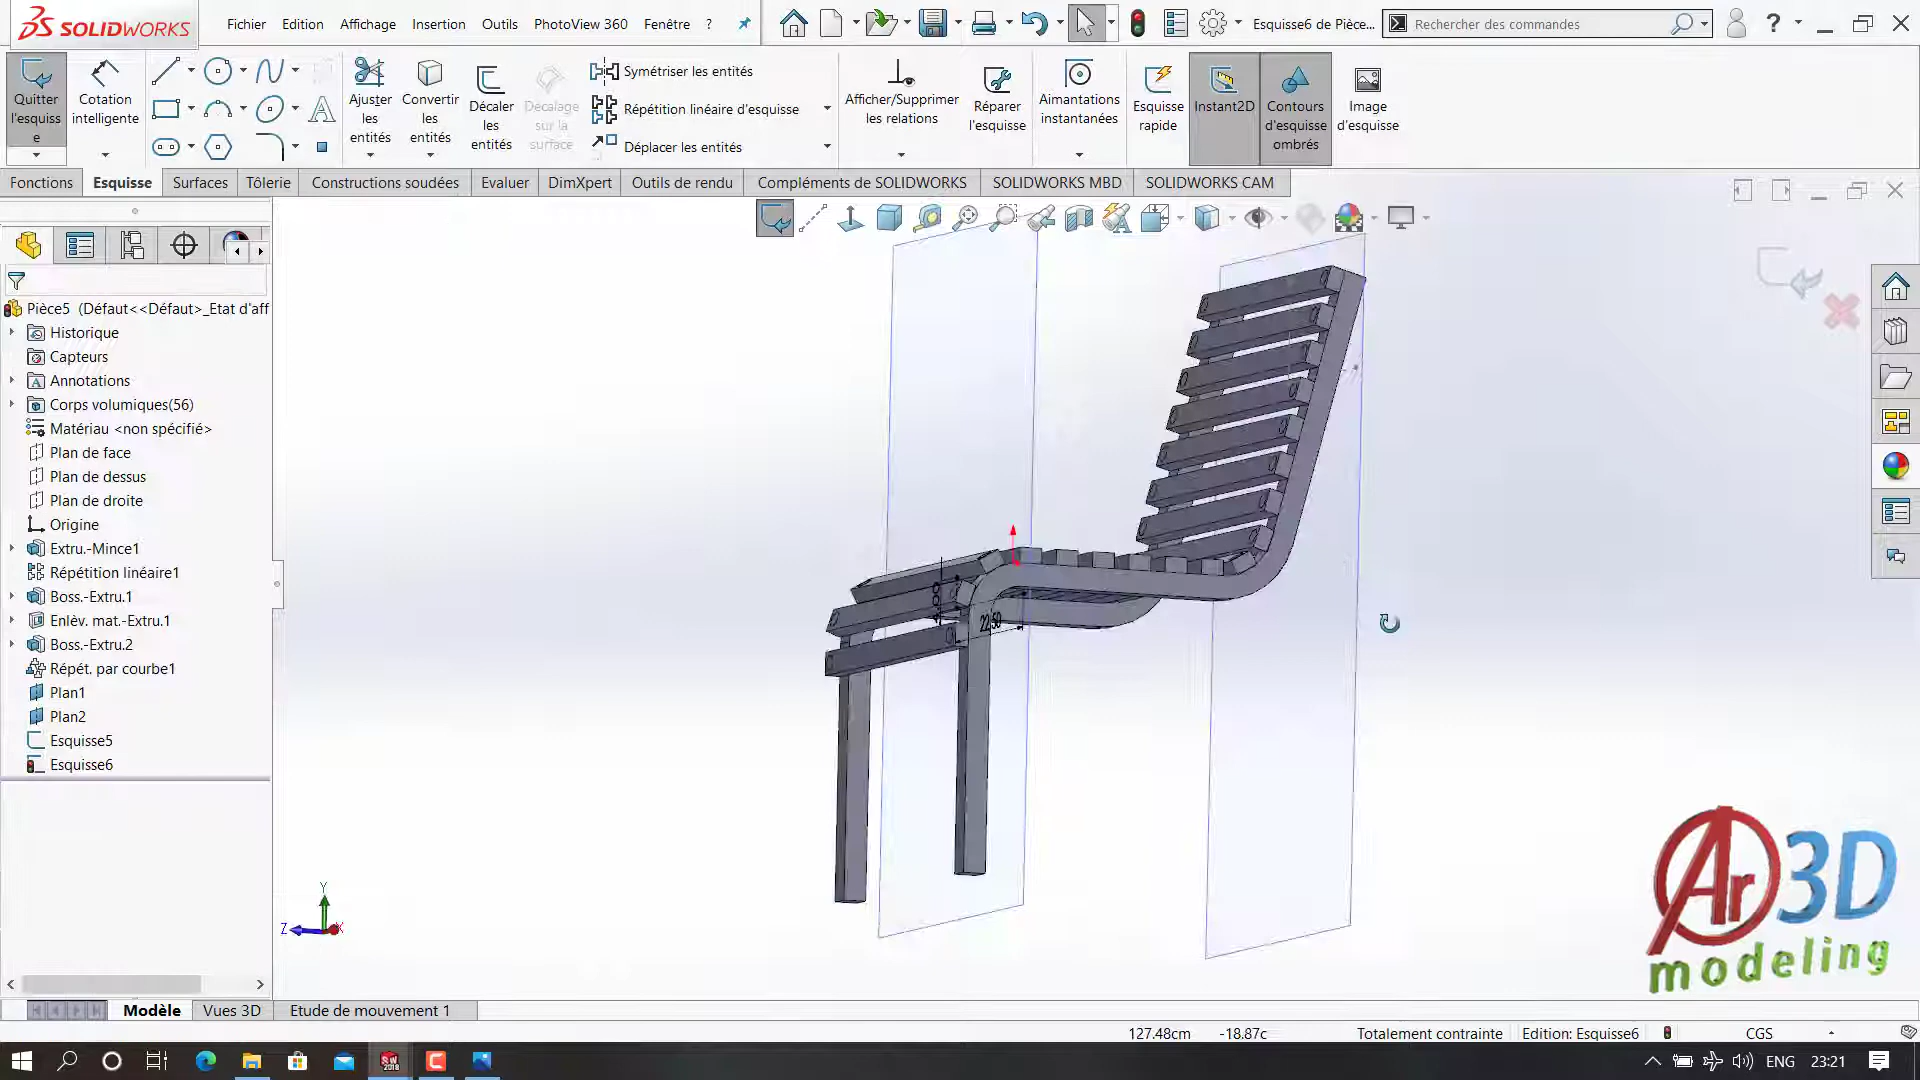 SOLIDWORKS
Fichier Edition Affichage Insertion Outils PhotoView 360 Fenêtre ?
Esquisse6 de Pièce...
Rechercher des commandes
?
Quitter l'esquiss e
Cotation intelligente
Ajuster les entités
Convertir les entités
Décaler les entités
Décalage sur la surface
Symétriser les entités
Répétition linéaire d'esquisse
Déplacer les entités
Afficher/Supprimer les relations
Réparer l'esquisse
Aimantations instantanées
Esquisse rapide
Instant2D
Contours d'esquisse ombrés
Image d'esquisse
Fonctions Esquisse Surfaces Tôlerie Constructions soudées Evaluer DimXpert Outils de rendu Compléments de SOLIDWORKS SOLIDWORKS MBD SOLIDWORKS CAM
Pièce5 (Défaut<<Défaut>_Etat d'aff
Historique
Capteurs
Annotations
Corps volumiques(56)
Matériau <non spécifié>
Plan de face
Plan de dessus
Plan de droite
Origine
Extru.-Mince1
Répétition linéaire1
Boss.-Extru.1
Enlèv. mat.-Extru.1
Boss.-Extru.2
Répét. par courbe1
Plan1
Plan2
Esquisse5
Esquisse6
22.50
Y
Z
X
Ar3D
modeling
Modèle Vues 3D Etude de mouvement 1
127.48cm -18.87c Totalement contrainte Edition: Esquisse6 CGS
SW 2018
ENG 23:21